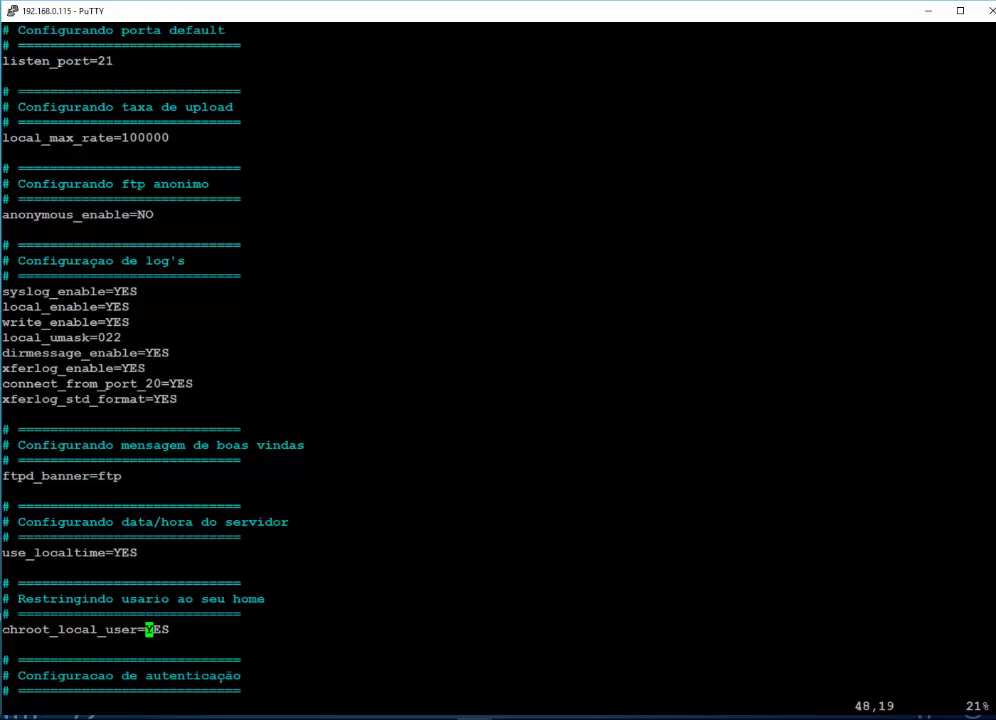 192.168.0.115 - PuTTY
# Configurando porta default
# =============================
listen_port=21
# =============================
# Configurando taxa de upload
# =============================
local_max_rate=100000
# =============================
# Configurando ftp anonimo
# =============================
anonymous_enable=NO
# =============================
# Configuraçao de log's
# =============================
syslog_enable=YES
local_enable=YES
write_enable=YES
local_umask=022
dirmessage_enable=YES
xferlog_enable=YES
connect_from_port_20=YES
xferlog_std_format=YES
# =============================
# Configurando mensagem de boas vindas
# =============================
ftpd_banner=ftp
# =============================
# Configurando data/hora do servidor
# =============================
use_localtime=YES
# =============================
# Restringindo usario ao seu home
# =============================
chroot_local_user=YES
# =============================
# Configuracao de autenticação
# =============================
48,19 21%